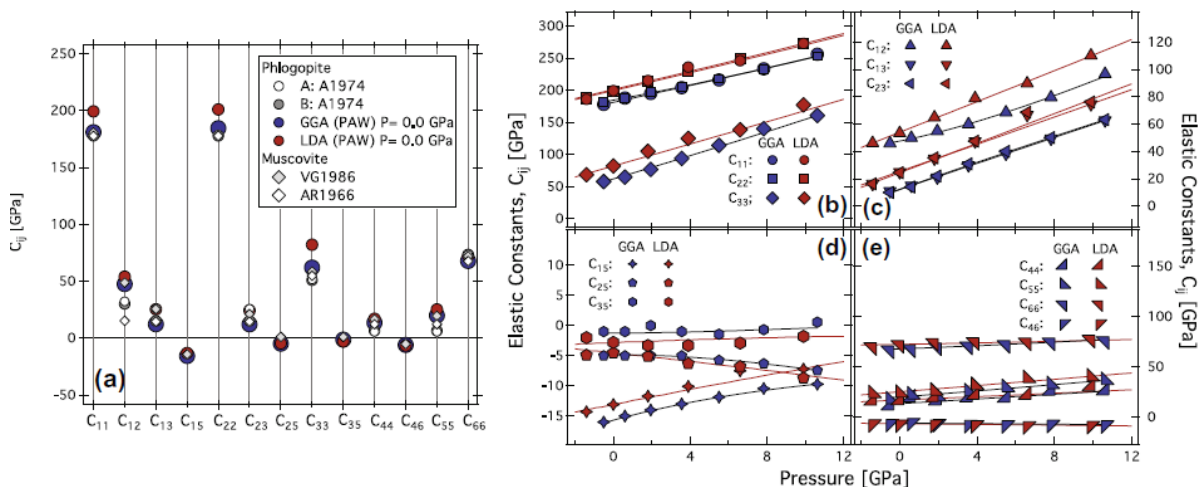 250
200
150
100
50
0
-50
C_ij [GPa]
Phlogopite
A: A1974
B: A1974
GGA (PAW) P= 0.0 GPa
LDA (PAW) P= 0.0 GPa
Muscovite
VG1986
AR1966
(a)
C11 C12 C13 C15 C22 C23 C25 C33 C35 C44 C46 C55 C66
Elastic Constants, Cij [GPa]
300
250
200
150
100
50
0
GGA LDA
C11:
C22:
C33:
(b)
GGA LDA
C12:
C13:
C23:
(c)
120
100
80
60
40
20
0
Elastic Constants, Cij [GPa]
10
5
0
-5
-10
-15
GGA LDA
C15:
C25:
C35:
(d)
0 4 8 12
(e)
GGA LDA
C44:
C55:
C66:
C46:
150
100
50
0
0 4 8 12
Pressure [GPa]